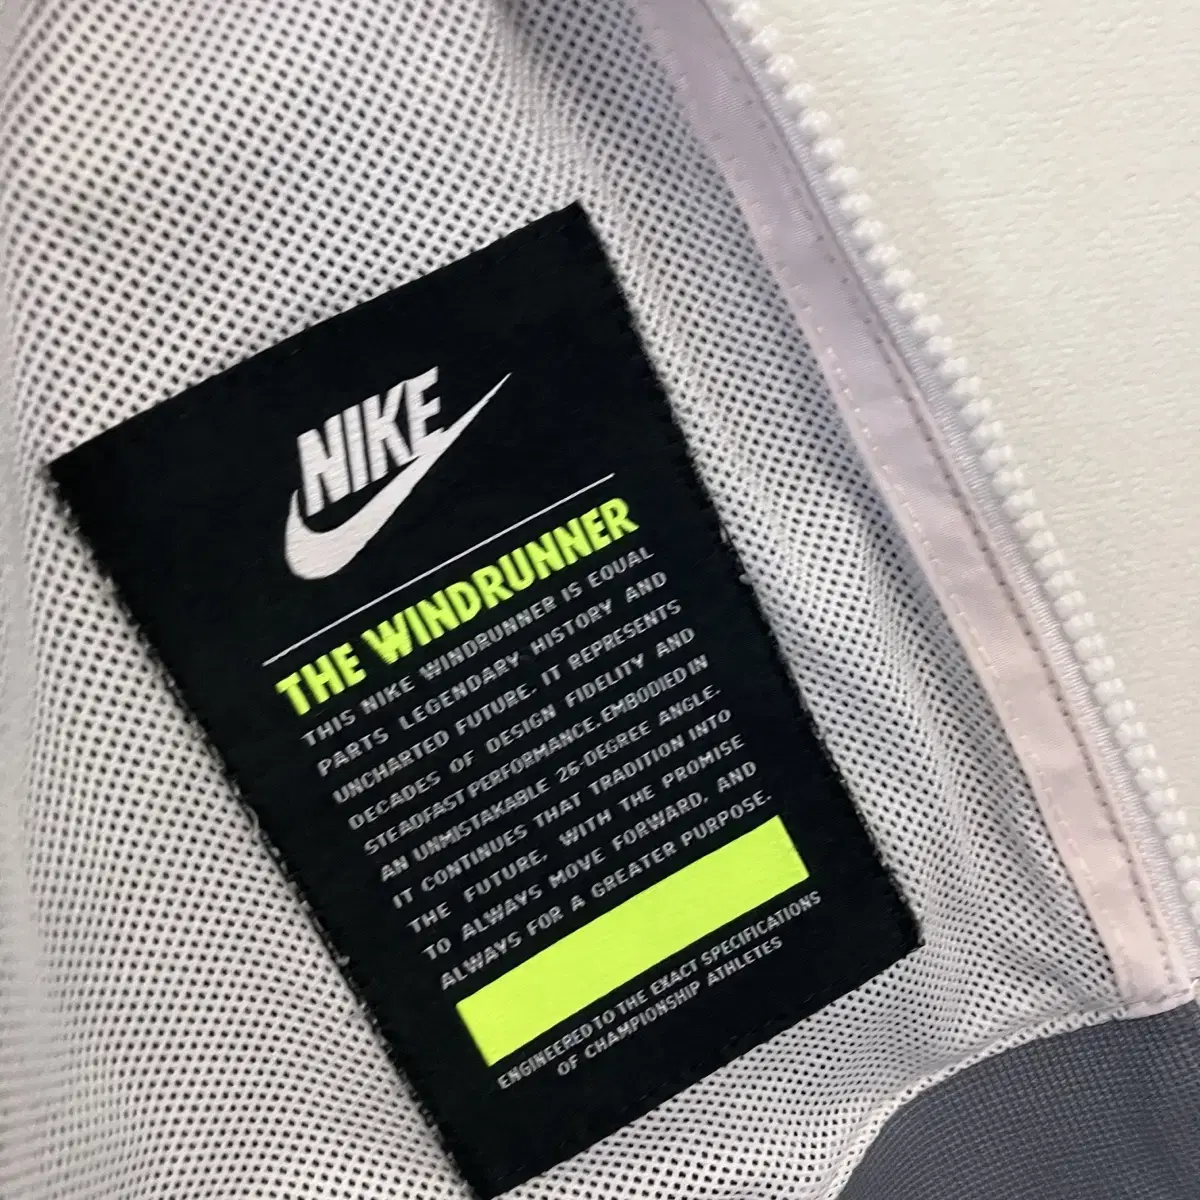 NIKE
THE WINDRUNNER
THIS NIKE WINDRUNNER IS EQUAL
PARTS LEGENDARY HISTORY AND
UNCHARTED FUTURE. IT REPRESENTS
DECADES OF DESIGN FIDELITY AND
STEADFAST PERFORMANCE, EMBODIED IN
AN UNMISTAKABLE 26-DEGREE ANGLE.
IT CONTINUES THAT TRADITION INTO
THE FUTURE, WITH THE PROMISE
TO ALWAYS MOVE FORWARD, AND
ALWAYS FOR A GREATER PURPOSE.
ENGINEERED TO THE EXACT SPECIFICATIONS
OF CHAMPIONSHIP ATHLETES